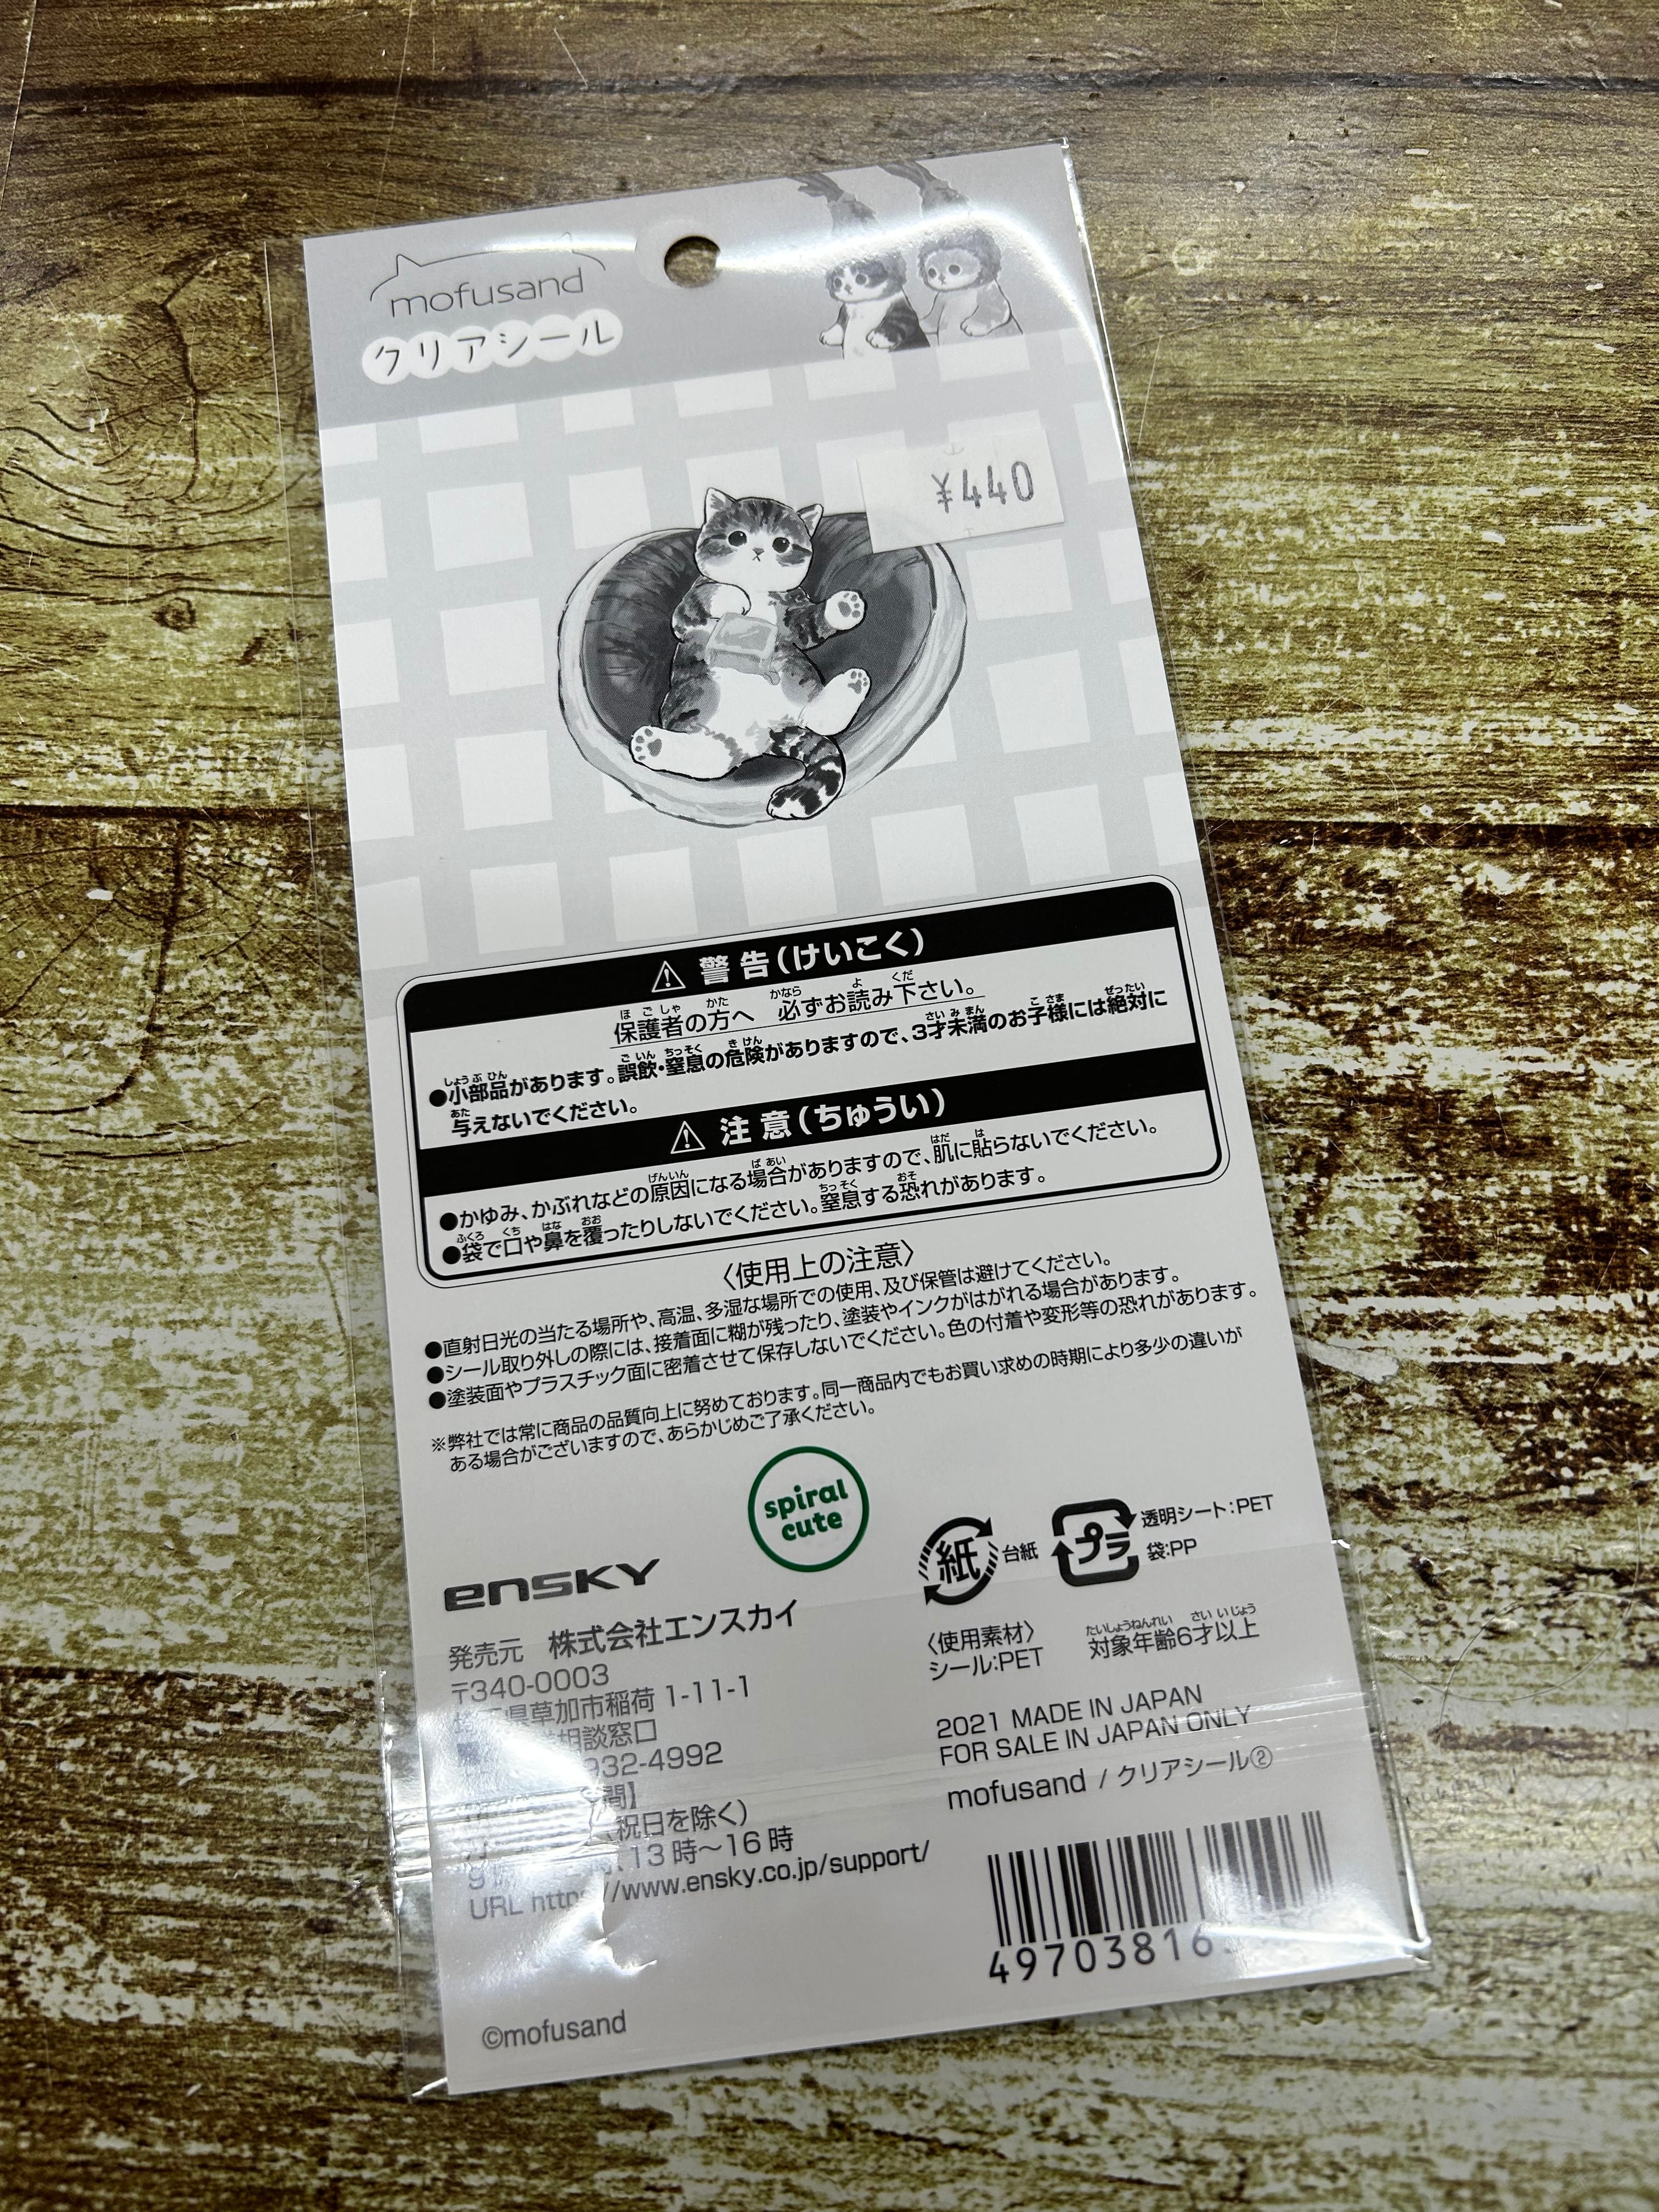 mofusand
クリアシール
¥440
警告(けいこく)
保護者の方へ 必ずお読み下さい。
●小部品があります。誤飲・窒息の危険がありますので、3才未満のお子様には絶対に
与えないでください。
注意(ちゅうい)
●かゆみ、かぶれなどの原因になる場合がありますので、肌に貼らないでください。
●袋で口や鼻を覆ったりしないでください。窒息する恐れがあります。
〈使用上の注意〉
●直射日光の当たる場所や、高温、多湿な場所での使用、及び保管は避けてください。
●シール取り外しの際には、接着面に糊が残ったり、塗装やインクがはがれる場合があります。
●塗装面やプラスチック面に密着させて保存しないでください。色の付着や変形等の恐れがあります。
※弊社では常に商品の品質向上に努めております。同一商品内でもお買い求めの時期により多少の違いが
ある場合がございますので、あらかじめご了承ください。
spiral
cute
紙 台紙
プラ 透明シート:PET
袋:PP
ensky
発売元 株式会社エンスカイ
〒340-0003
県草加市稲荷 1-11-1
相談窓口
932-4992
間】
(祝日を除く)
13時〜16時
URL https://www.ensky.co.jp/support/
〈使用素材〉
シール:PET
対象年齢6才以上
2021 MADE IN JAPAN
FOR SALE IN JAPAN ONLY
mofusand / クリアシール②
49703816
©mofusand